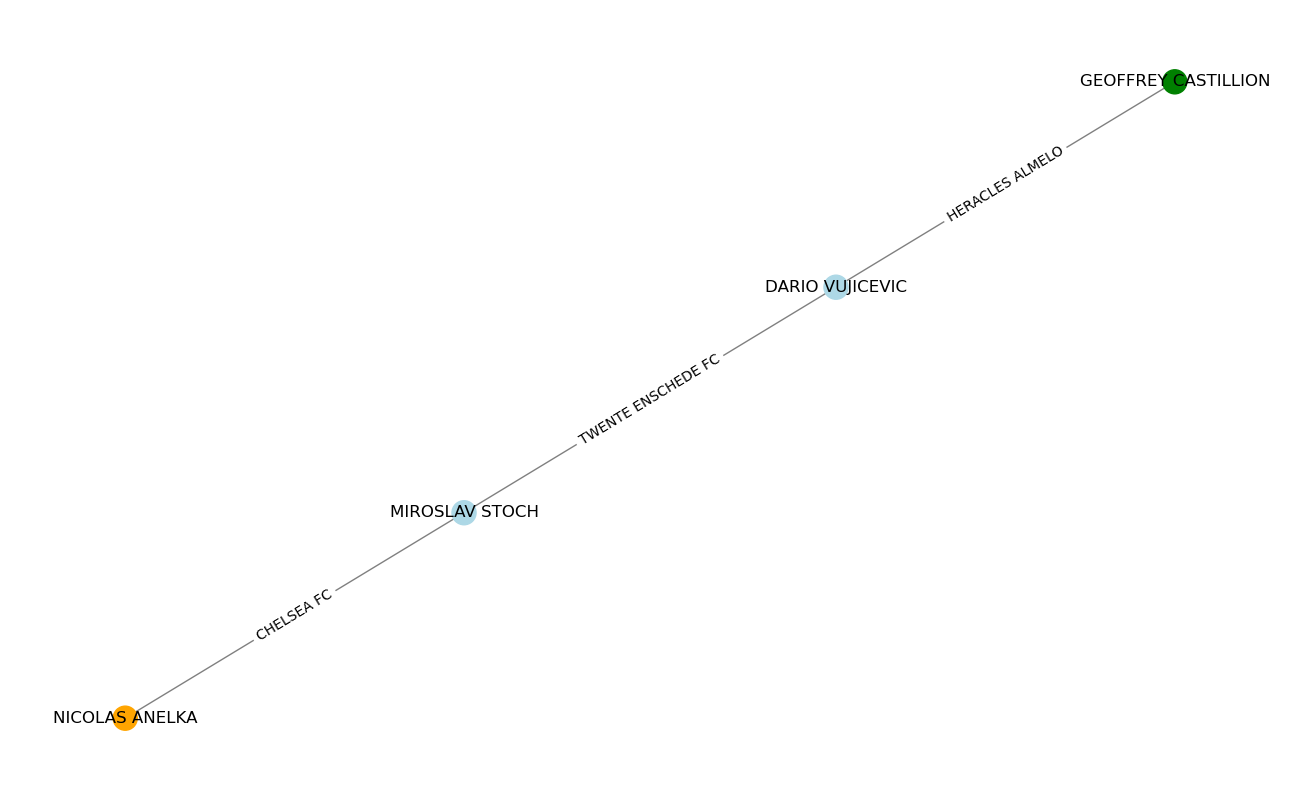 GEOFFREY CASTILLION
HERACLES ALMELO
DARIO VUJICEVIC
TWENTE ENSCHEDE FC
MIROSLAV STOCH
CHELSEA FC
NICOLAS ANELKA